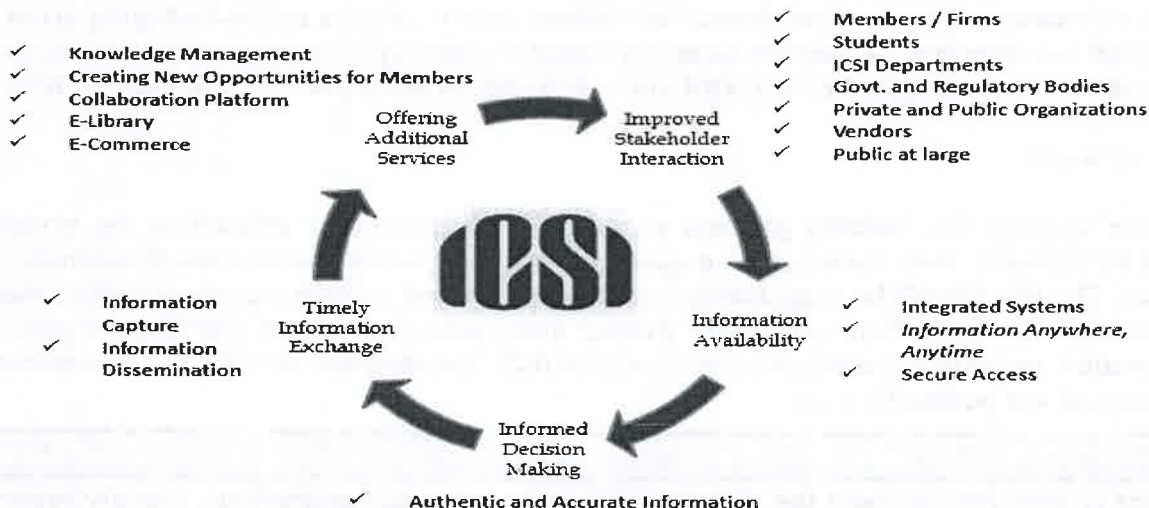 ✓ Knowledge Management
✓ Creating New Opportunities for Members
✓ Collaboration Platform
✓ E-Library
✓ E-Commerce
Offering
Additional
Services
Improved
Stakeholder
Interaction
✓ Members / Firms
✓ Students
✓ ICSI Departments
✓ Govt. and Regulatory Bodies
✓ Private and Public Organizations
✓ Vendors
✓ Public at large
ICSI
✓ Information
Capture
✓ Information
Dissemination
Timely
Information
Exchange
Information
Availability
✓ Integrated Systems
✓ Information Anywhere,
Anytime
✓ Secure Access
Informed
Decision
Making
✓ Authentic and Accurate Information